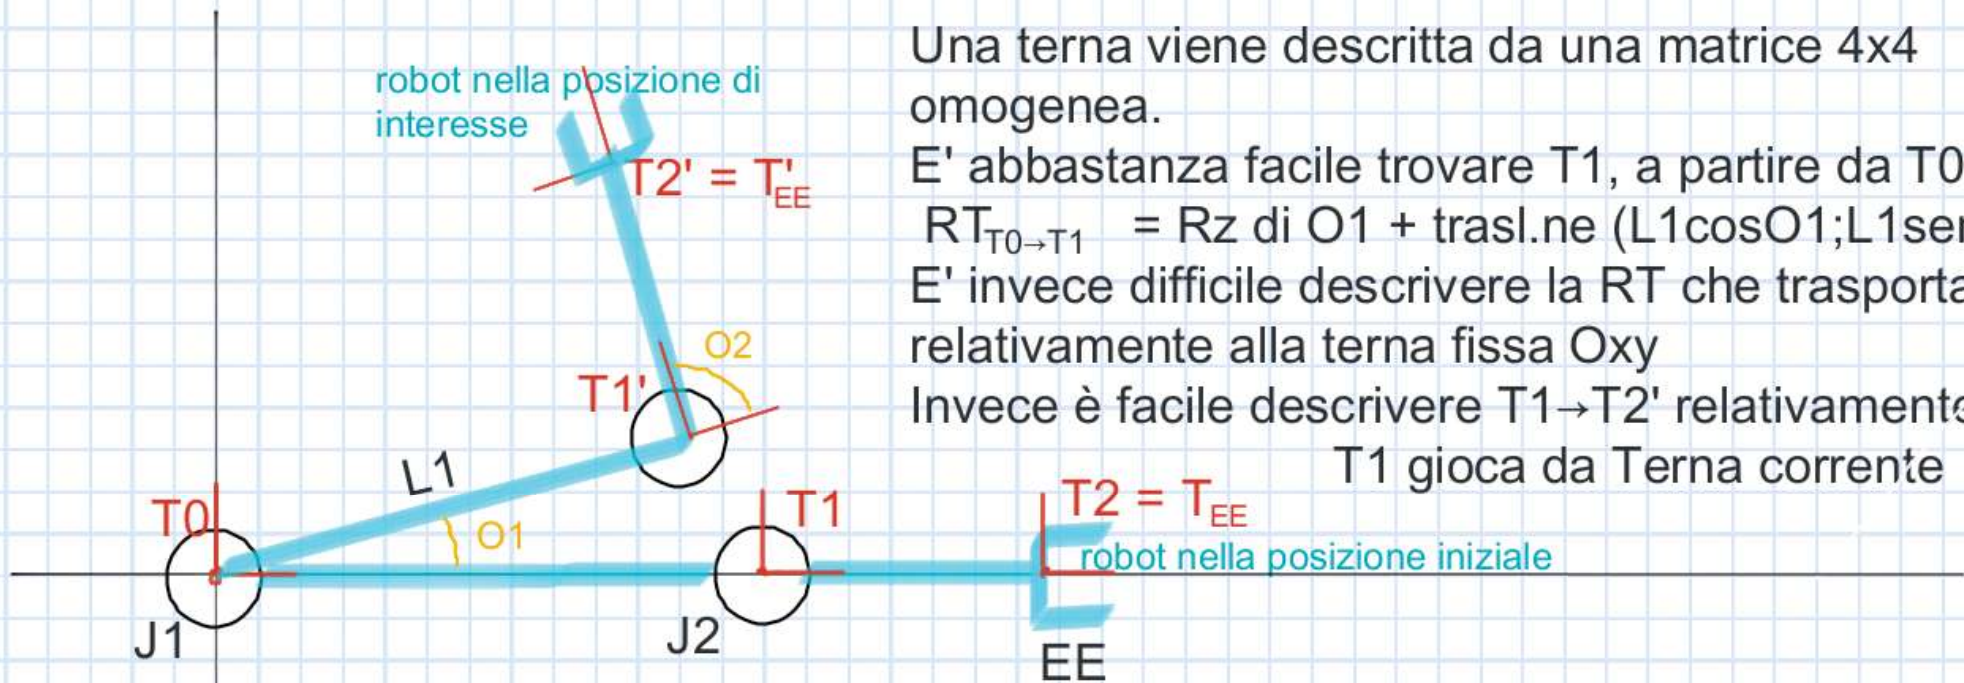 Una terna viene descritta da una matrice 4x4
omogenea.
E' abbastanza facile trovare T1, a partire da T0
RT T0→T1 = Rz di O1 + trasl.ne (L1cosO1;L1se
E' invece difficile descrivere la RT che trasporta
relativamente alla terna fissa Oxy
Invece è facile descrivere T1→T2' relativament
T1 gioca da Terna corrente
robot nella posizione di
interesse
T2' = T'EE
O2
T1'
L1
T0
O1
T1
T2 = TEE
robot nella posizione iniziale
J1
J2
EE